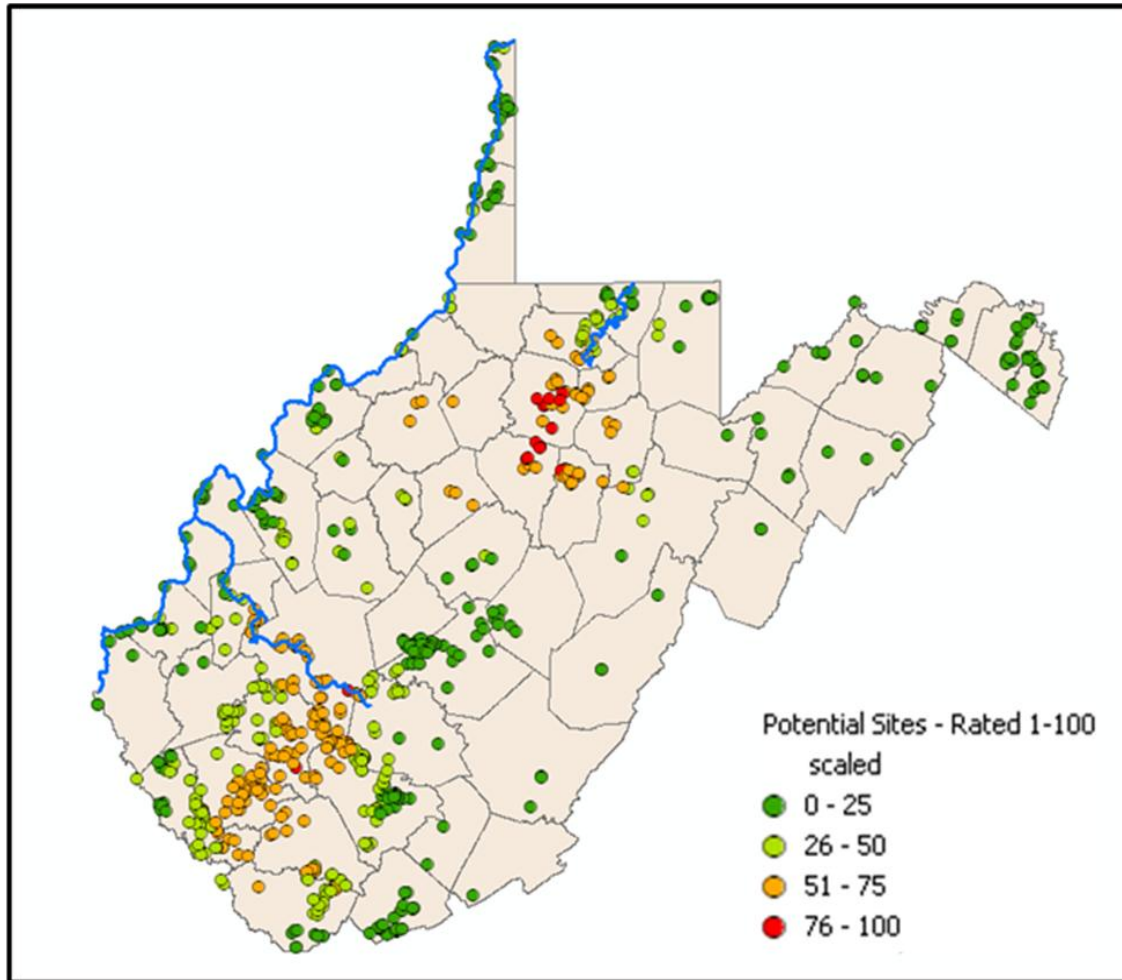 Potential Sites - Rated 1-100
scaled
0 - 25
26 - 50
51 - 75
76 - 100